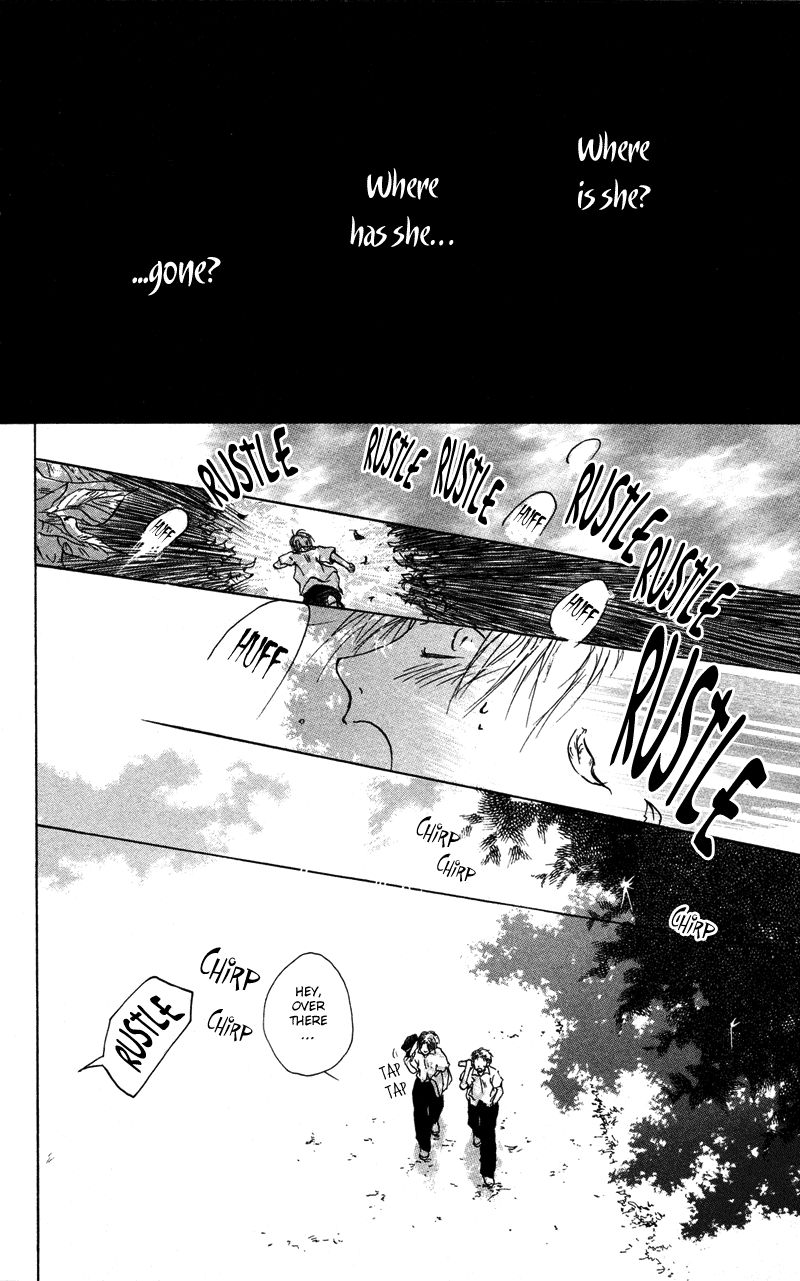 Where
is she?
Where
has she...
...gone?
RUSTLE
RUSTLE
RUSTLE
HUFF
RUSTLE
RUSTLE
RUSTLE
HUFF
HUFF
HUFF
CHIRP
CHIRP
CHIRP
HEY,
OVER
THERE
...
CHIRP
CHIRP
TAP
TAP
RUSTLE